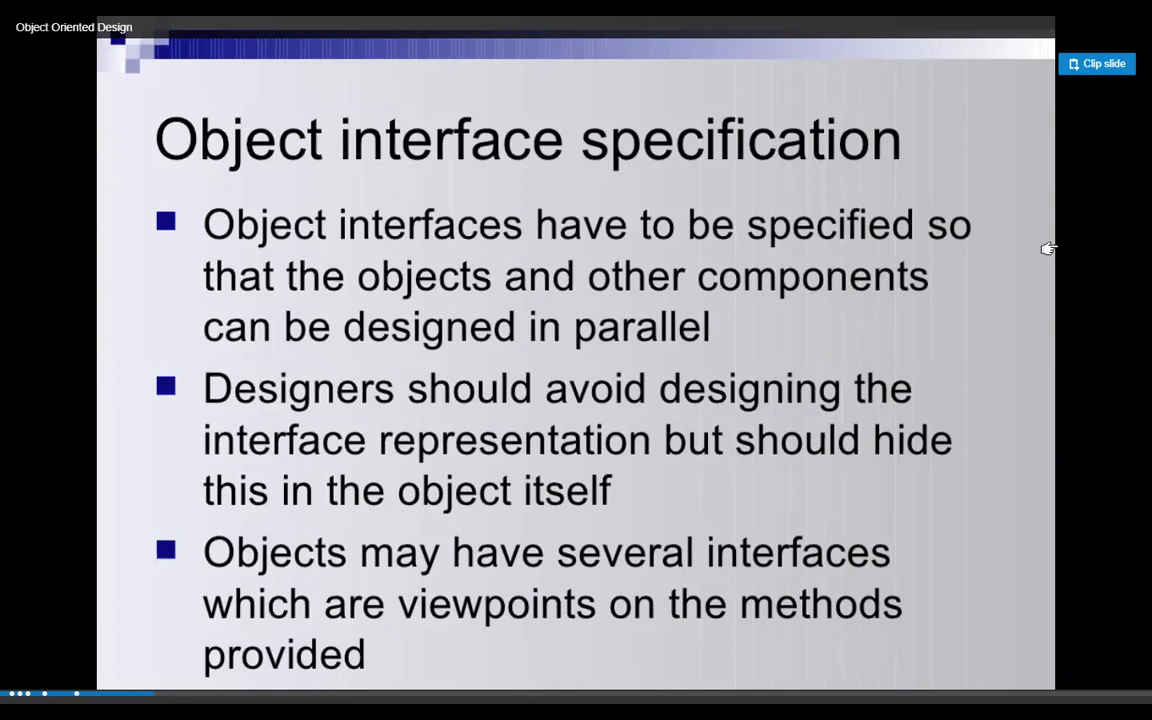 Object Oriented Design
Clip slide
Object interface specification
Object interfaces have to be specified so
that the objects and other components
can be designed in parallel
Designers should avoid designing the
interface representation but should hide
this in the object itself
Objects may have several interfaces
which are viewpoints on the methods
provided